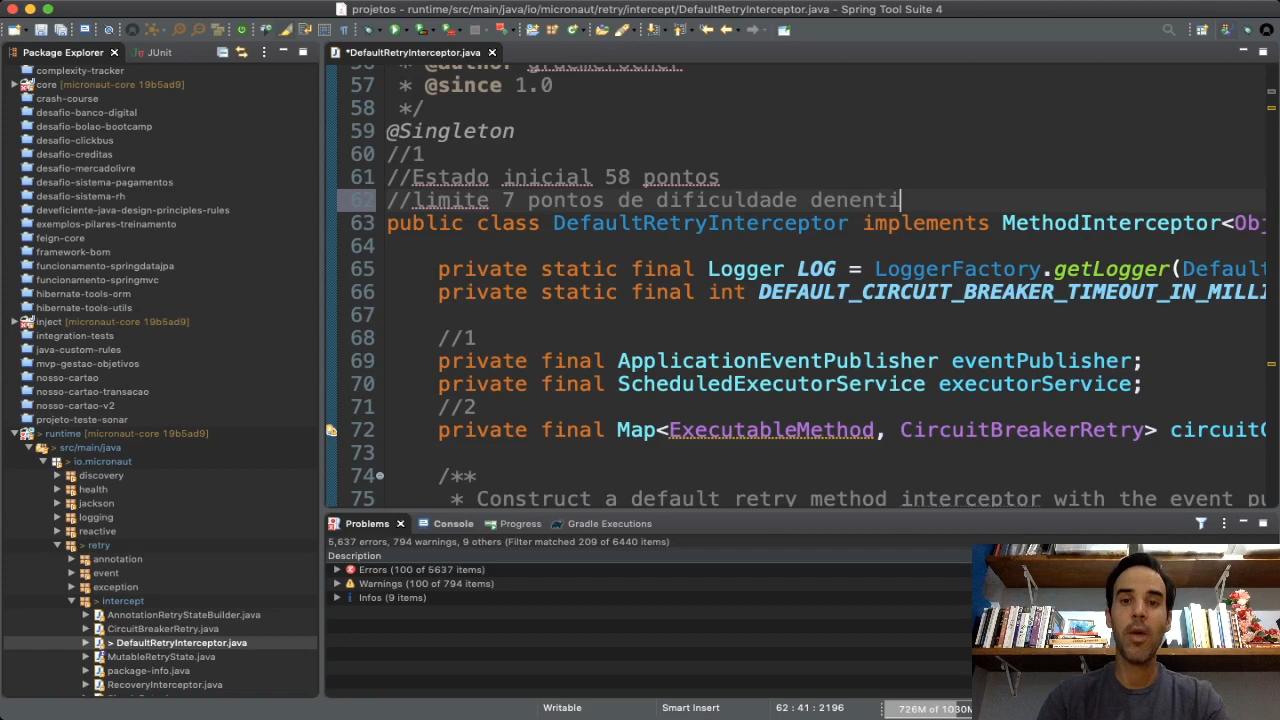 projetos - runtime/src/main/java/io/micronaut/retry/intercept/DefaultRetryInterceptor.java - Spring Tool Suite 4
Package Explorer
JUnit
complexity-tracker
core [micronaut-core 19b5ad9]
crash-course
desafio-banco-digital
desafio-bolao-bootcamp
desafio-clickbus
desafio-creditas
desafio-mercadolivre
desafio-sistema-pagamentos
desafio-sistema-rh
deveficiente-java-design-principles-rules
exemplos-pilares-treinamento
feign-core
framework-bom
funcionamento-springdatajpa
funcionamento-springmvc
hibernate-tools-orm
hibernate-tools-utils
inject [micronaut-core 19b5ad9]
integration-tests
java-custom-rules
mvp-gestao-objetivos
nosso-cartao
nosso-cartao-transacao
nosso-cartao-v2
projeto-teste-sonar
> runtime [micronaut-core 19b5ad9]
> src/main/java
> io.micronaut
discovery
health
jackson
logging
reactive
> retry
annotation
event
exception
> intercept
AnnotationRetryStateBuilder.java
CircuitBreakerRetry.java
> DefaultRetryInterceptor.java
MutableRetryState.java
package-info.java
RecoveryInterceptor.java
*DefaultRetryInterceptor.java
56 * @author graemerocher
57 * @since 1.0
58 */
59 @Singleton
60 //1
61 //Estado inicial 58 pontos
62 //limite 7 pontos de dificuldade denenti
63 public class DefaultRetryInterceptor implements MethodInterceptor<Obj
64
65 private static final Logger LOG = LoggerFactory.getLogger(Default
66 private static final int DEFAULT_CIRCUIT_BREAKER_TIMEOUT_IN_MILLI
67
68 //1
69 private final ApplicationEventPublisher eventPublisher;
70 private final ScheduledExecutorService executorService;
71 //2
72 private final Map<ExecutableMethod, CircuitBreakerRetry> circuitC
73
74 /**
75 * Construct a default retry method interceptor with the event pu
Problems
Console
Progress
Gradle Executions
5,637 errors, 794 warnings, 9 others (Filter matched 209 of 6440 items)
Description
Errors (100 of 5637 items)
Warnings (100 of 794 items)
Infos (9 items)
Writable
Smart Insert
62 : 41 : 2196
726M of 1030M